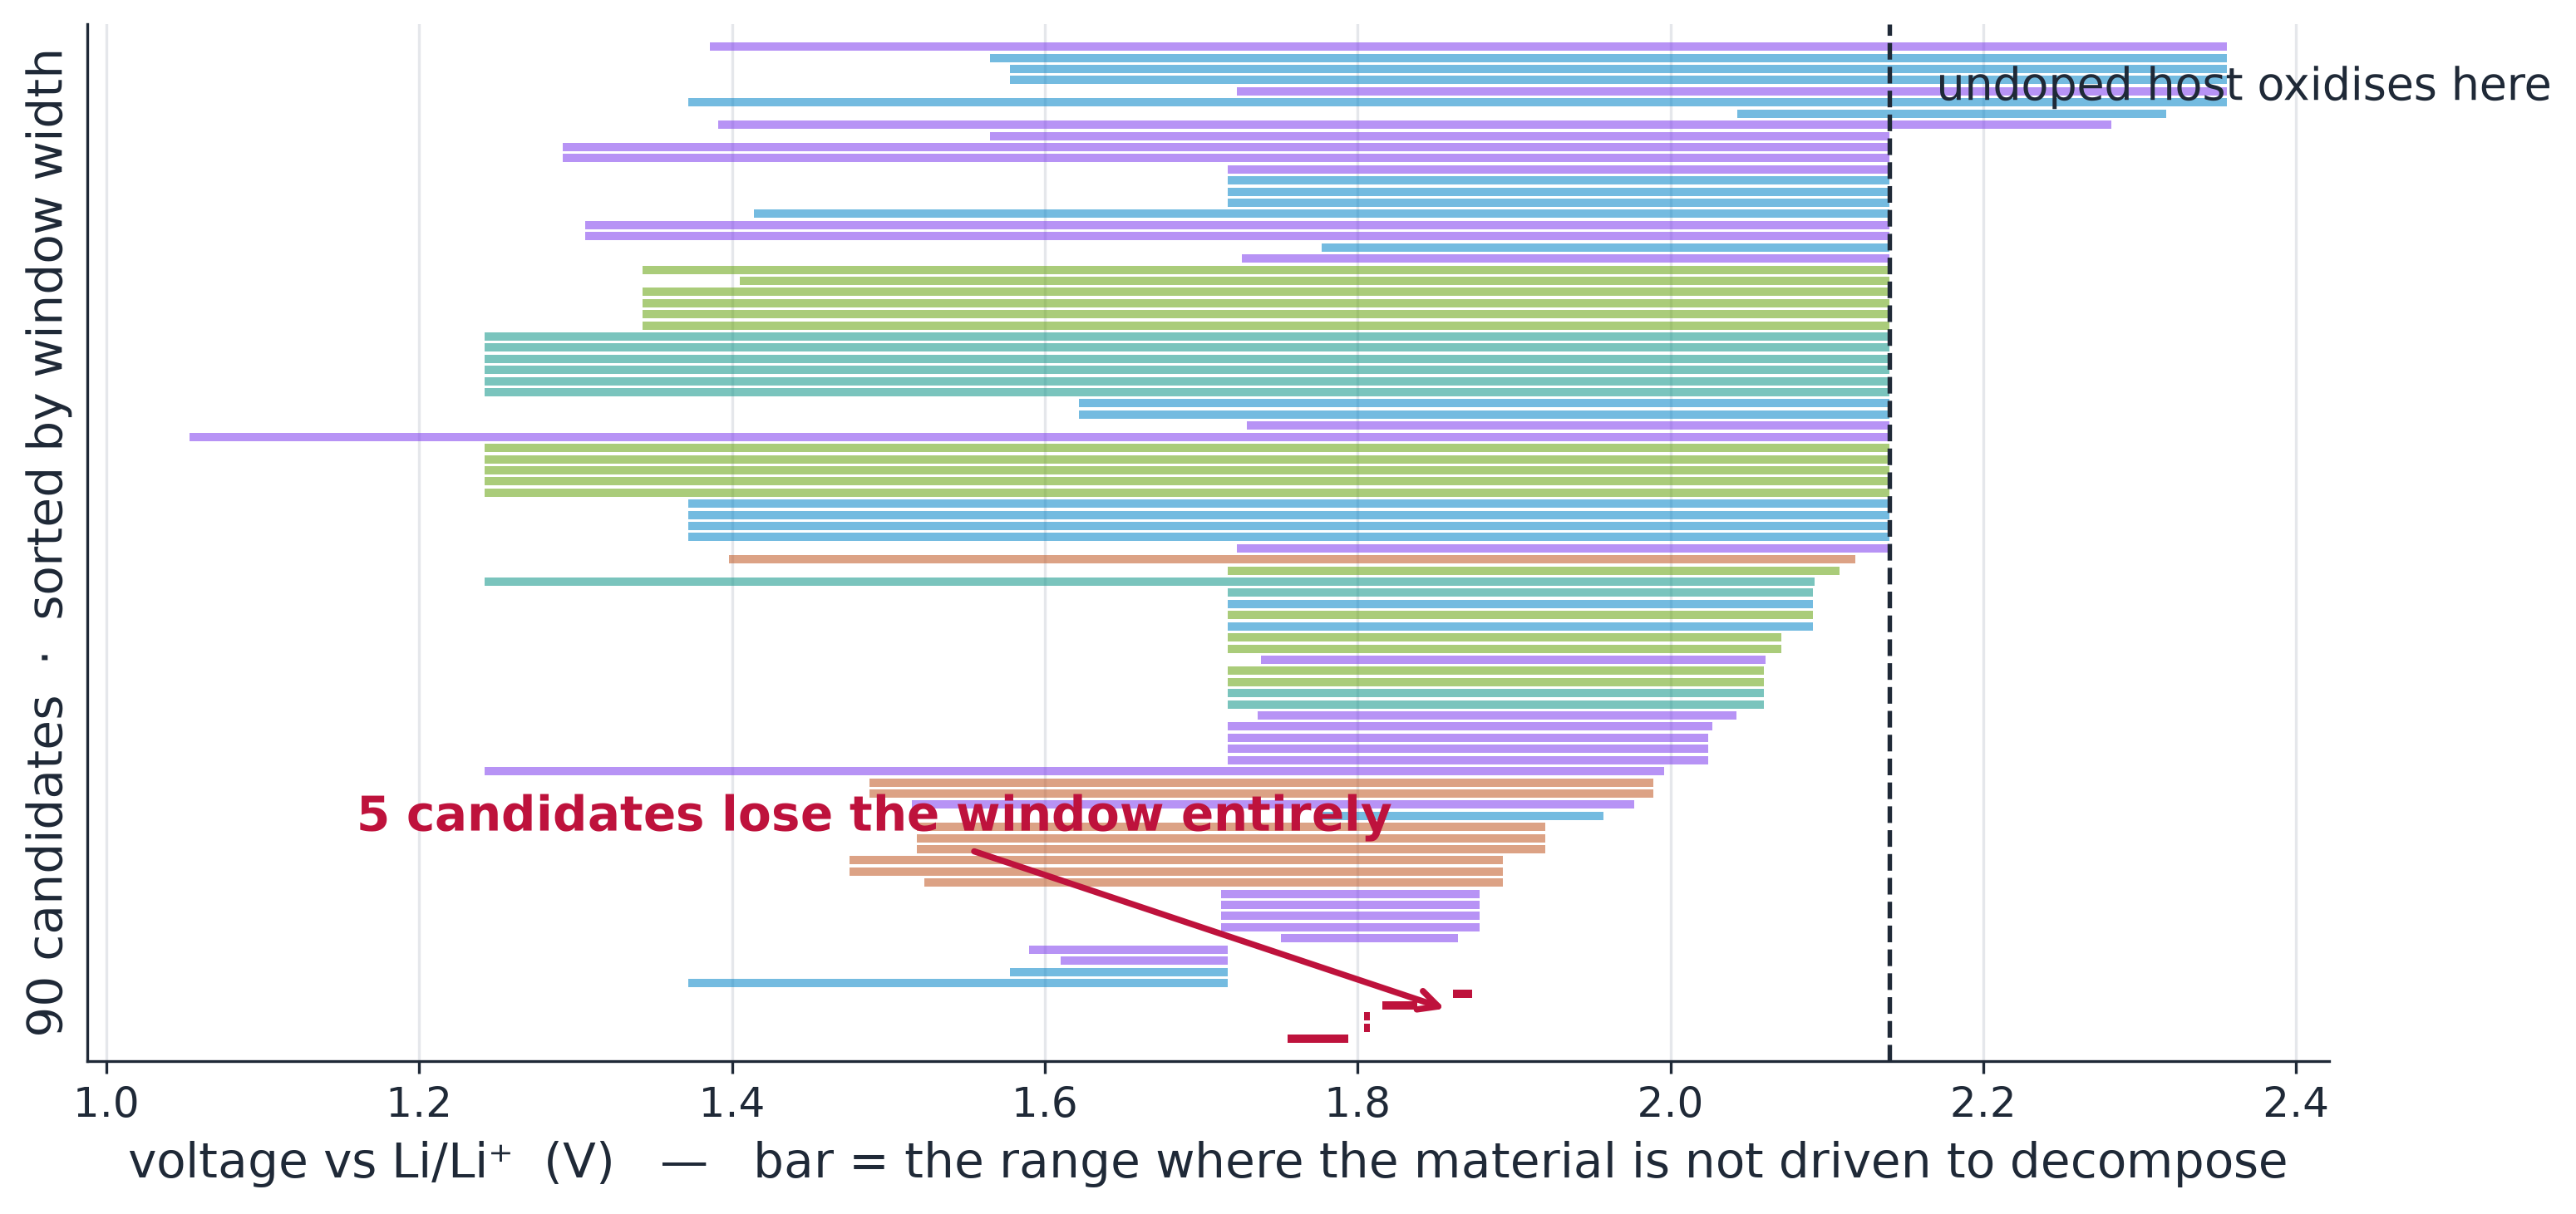 90 candidates · sorted by window width
undoped host oxidises here
5 candidates lose the window entirely
1.0 1.2 1.4 1.6 1.8 2.0 2.2 2.4
voltage vs Li/Li⁺ (V) — bar = the range where the material is not driven to decompose